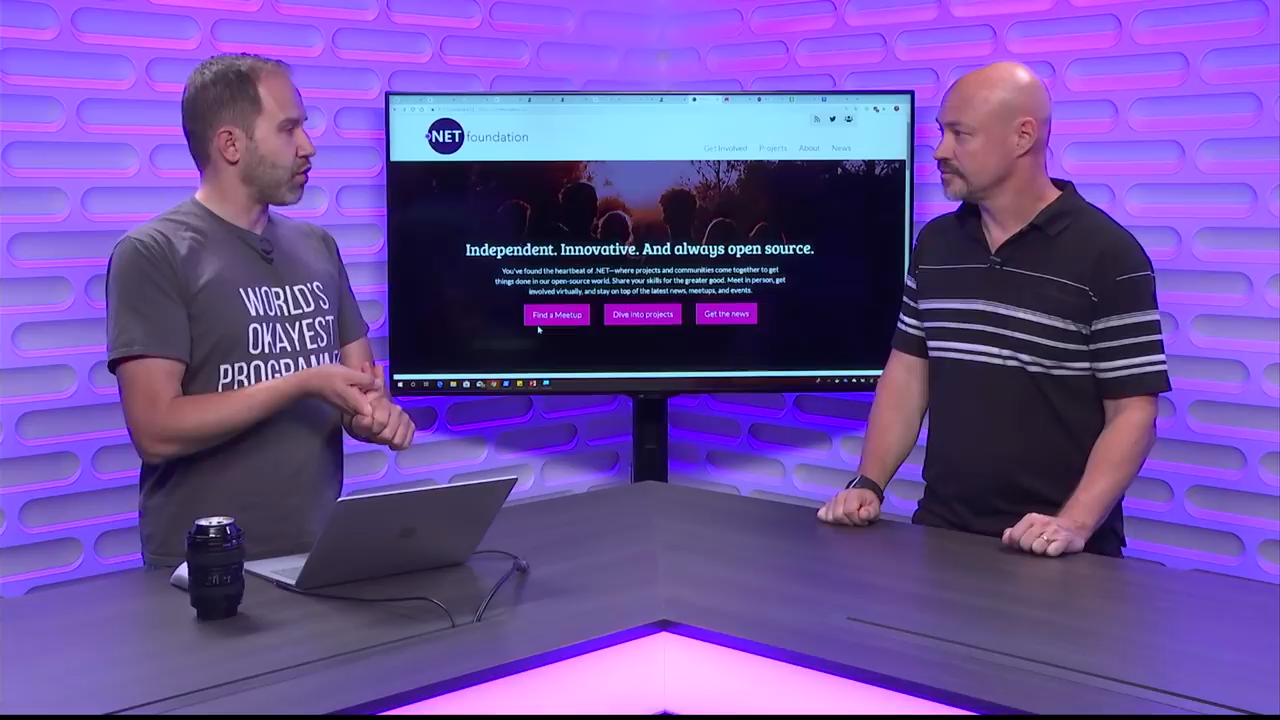 .NET foundation
Get Involved Projects About News
Independent. Innovative. And always open source.
You've found the heartbeat of .NET—where projects and communities come together to get
things done in our open-source world. Share your skills for the greater good. Meet in person, get
involved virtually, and stay on top of the latest news, meetups, and events.
Find a Meetup Dive into projects Get the news
WORLD'S
OKAYEST
PROGRAMM